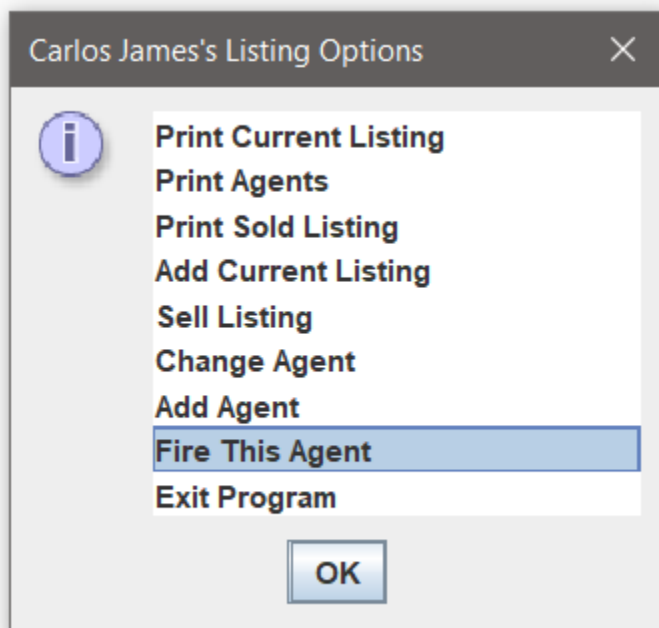 Carlos James's Listing Options
Print Current Listing
Print Agents
Print Sold Listing
Add Current Listing
Sell Listing
Change Agent
Add Agent
Fire This Agent
Exit Program
OK